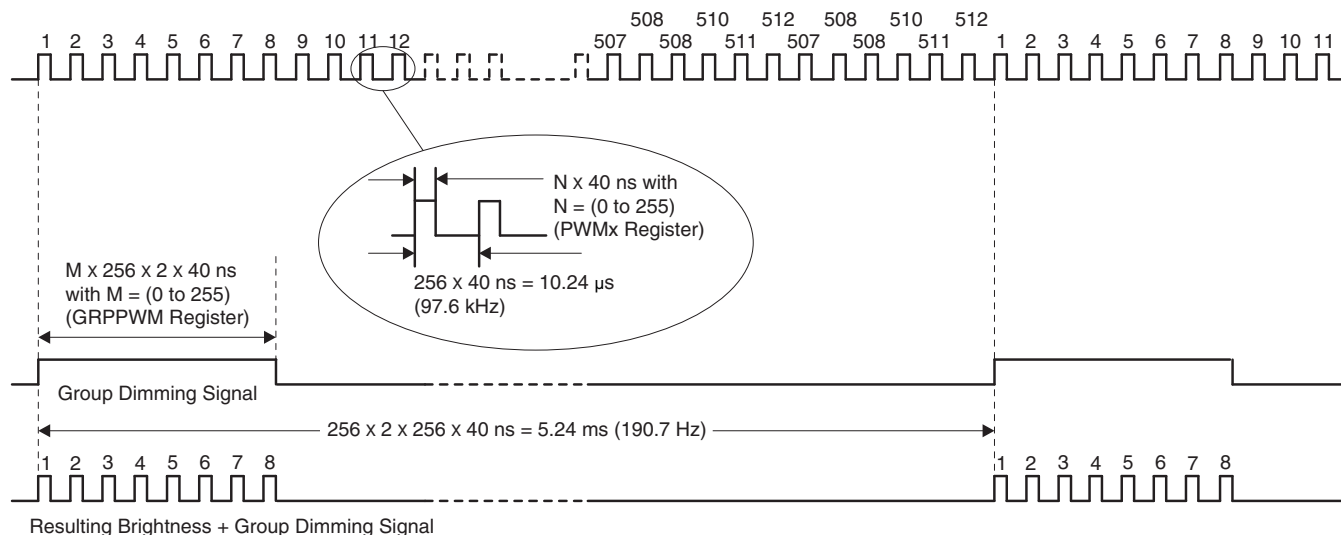 508 510 512 508 510 512
1 2 3 4 5 6 7 8 9 10 11 12 507 508 511 507 508 511 1 2 3 4 5 6 7 8 9 10 11
N x 40 ns with
N = (0 to 255)
(PWMx Register)
256 x 40 ns = 10.24 µs
(97.6 kHz)
M x 256 x 2 x 40 ns
with M = (0 to 255)
(GRPPWM Register)
Group Dimming Signal
256 x 2 x 256 x 40 ns = 5.24 ms (190.7 Hz)
1 2 3 4 5 6 7 8 1 2 3 4 5 6 7 8
Resulting Brightness + Group Dimming Signal